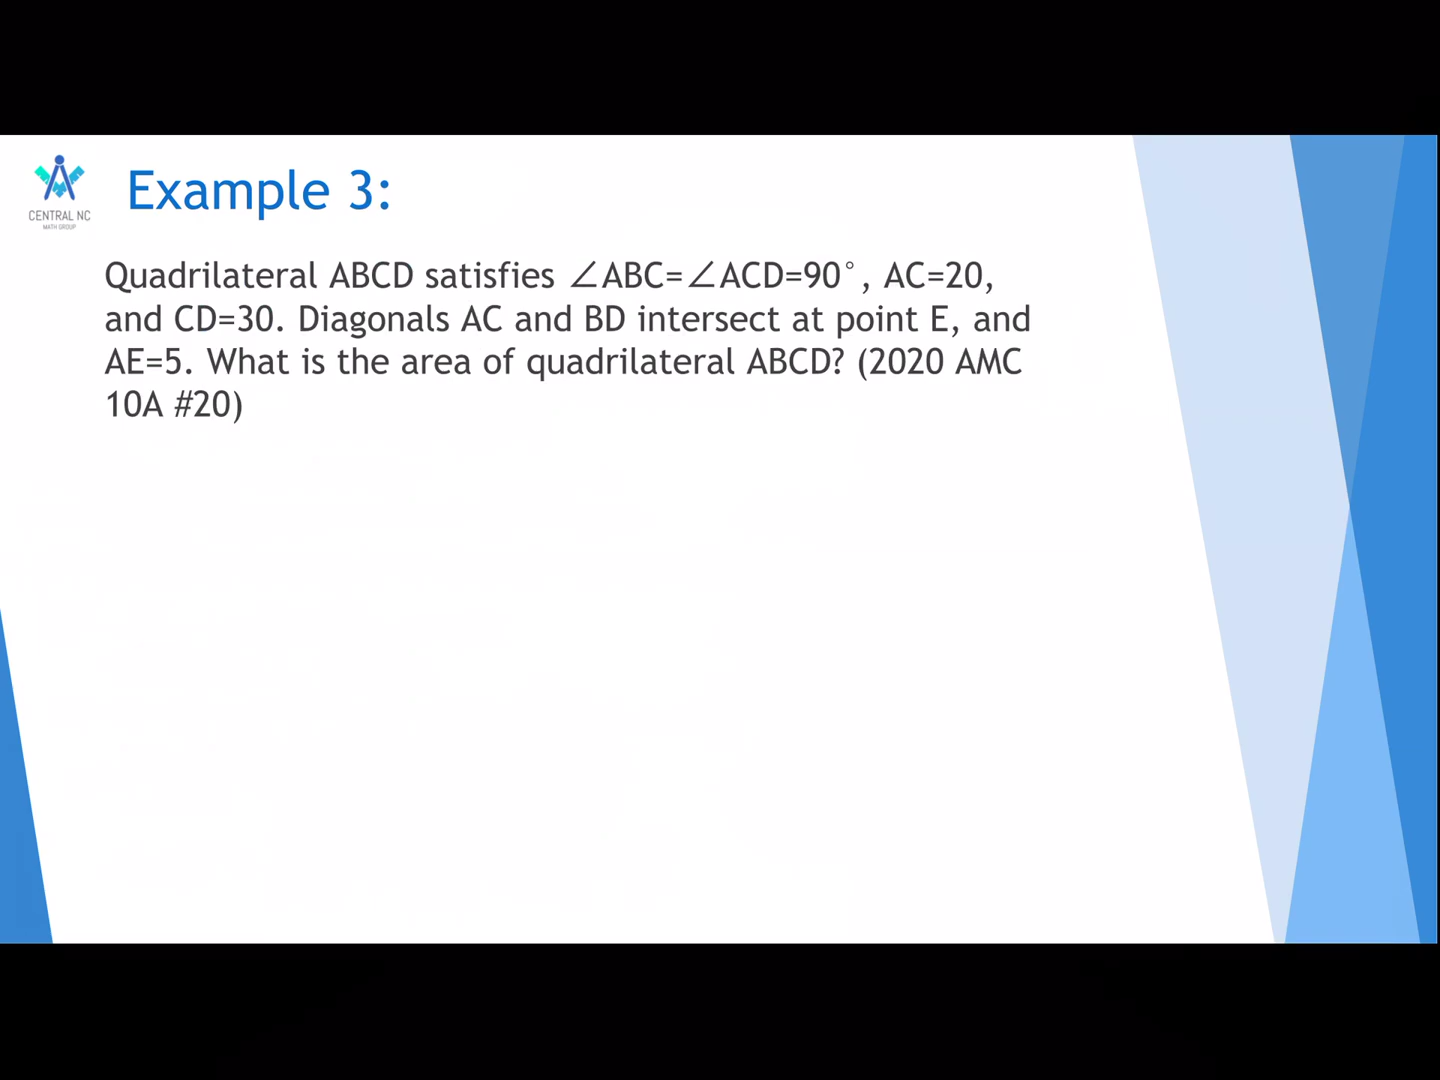 Example 3:
CENTRAL NC
MATH GROUP
Quadrilateral ABCD satisfies ∠ABC=∠ACD=90°, AC=20,
and CD=30. Diagonals AC and BD intersect at point E, and
AE=5. What is the area of quadrilateral ABCD? (2020 AMC
10A #20)